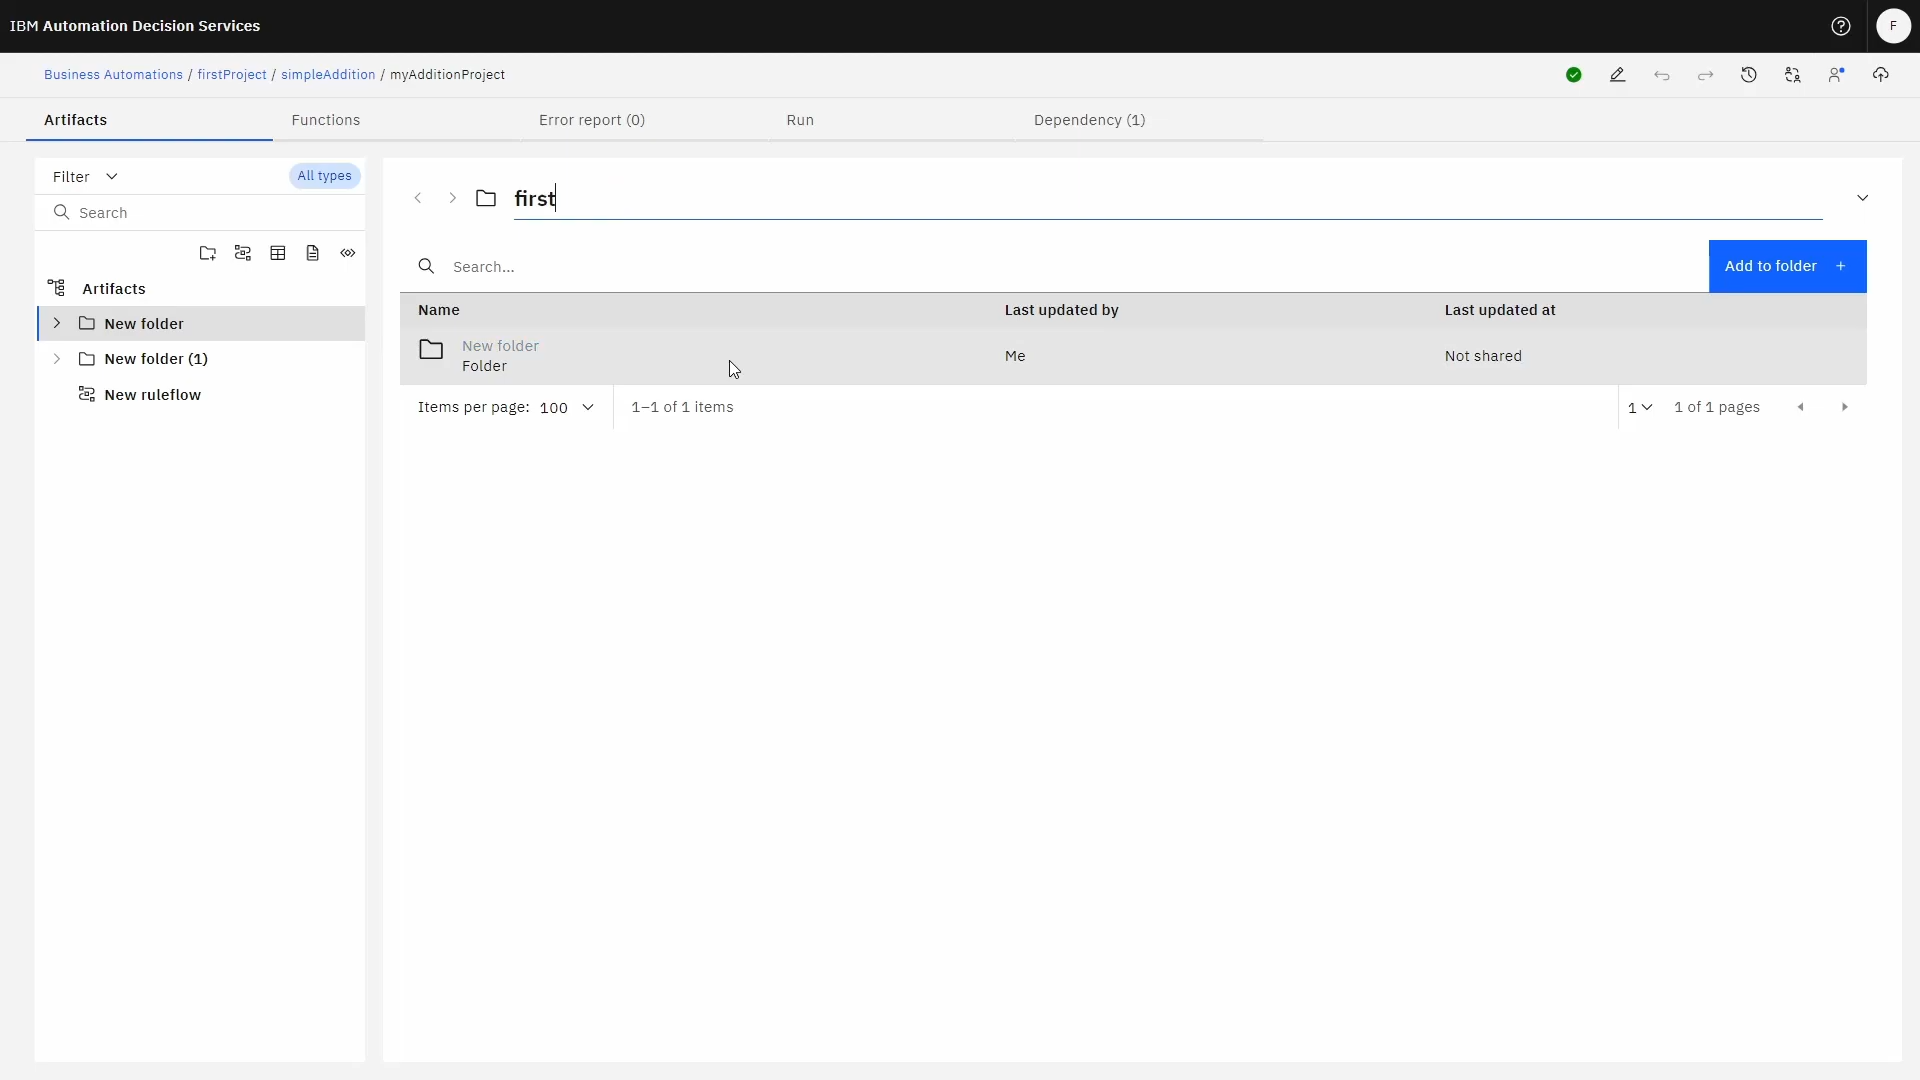 IBM Automation Decision Services
F
Business Automations / firstProject / simpleAddition / myAdditionProject
Artifacts
Functions
Error report (0)
Run
Dependency (1)
Filter
All types
Search
Artifacts
New folder
New folder (1)
New ruleflow
first
Search...
Add to folder +
Name
Last updated by
Last updated at
New folder
Folder
Me
Not shared
Items per page: 100
1–1 of 1 items
1
1 of 1 pages